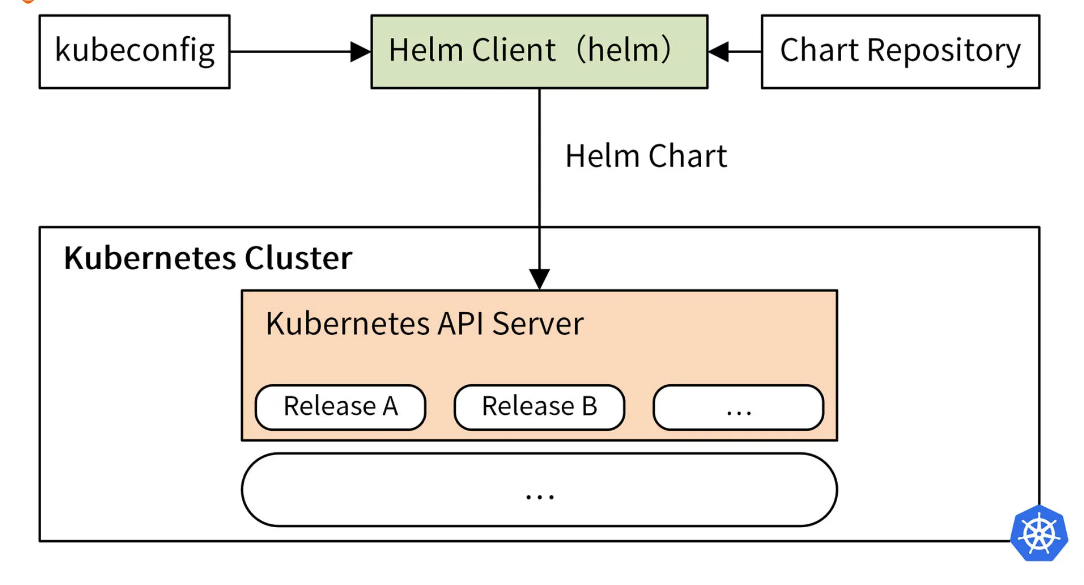 kubeconfig
Helm Client（helm）
Chart Repository
Helm Chart
Kubernetes Cluster
Kubernetes API Server
Release A
Release B
...
...